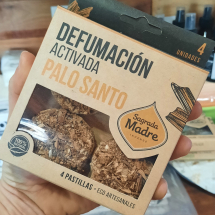 4
UNIDADES
DEFUMACIÓN
ACTIVADA
PALO SANTO
Sagrada
Madre
4 PASTILLAS - ECO ARTESANALES